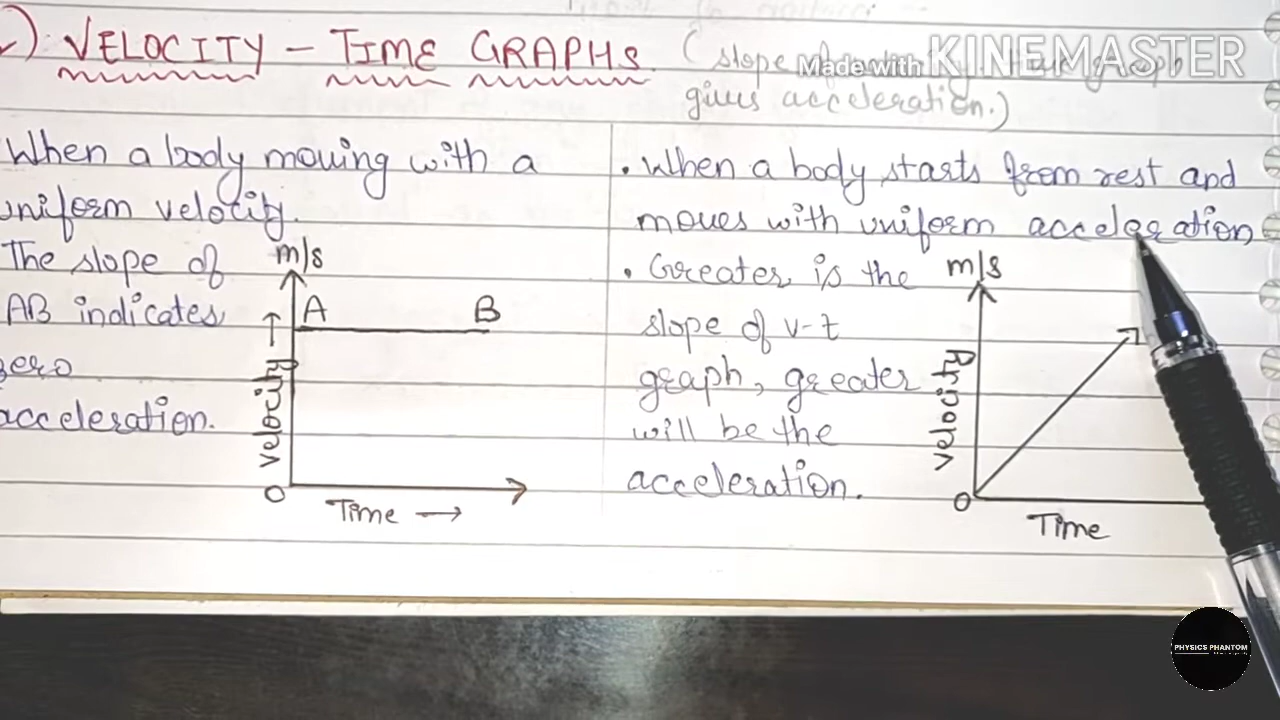 ) VELOCITY - TIME GRAPHS. (slope graph
gives acceleration.)
Made with KINEMASTER
When a body moving with a
uniform velocity.
The slope of
AB indicates
zero
acceleration.
m/s
A B
velocity →
O
Time →
. When a body starts from rest and
moves with uniform acceleration
. Greater is the
slope of v-t
graph, greater
will be the
acceleration.
m/s
velocity
O
Time
PHYSICS PHANTOM